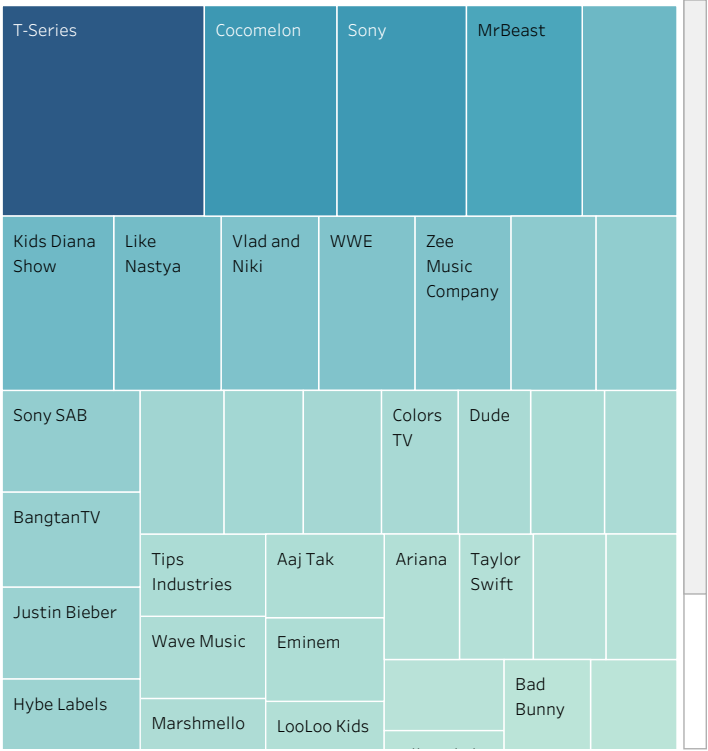 T-Series
Cocomelon
Sony
MrBeast
Kids Diana
Show
Like
Nastya
Vlad and
Niki
WWE
Zee
Music
Company
Sony SAB
Colors
TV
Dude
BangtanTV
Tips
Industries
Aaj Tak
Ariana
Taylor
Swift
Justin Bieber
Wave Music
Eminem
Hybe Labels
Marshmello
LooLoo Kids
Bad
Bunny